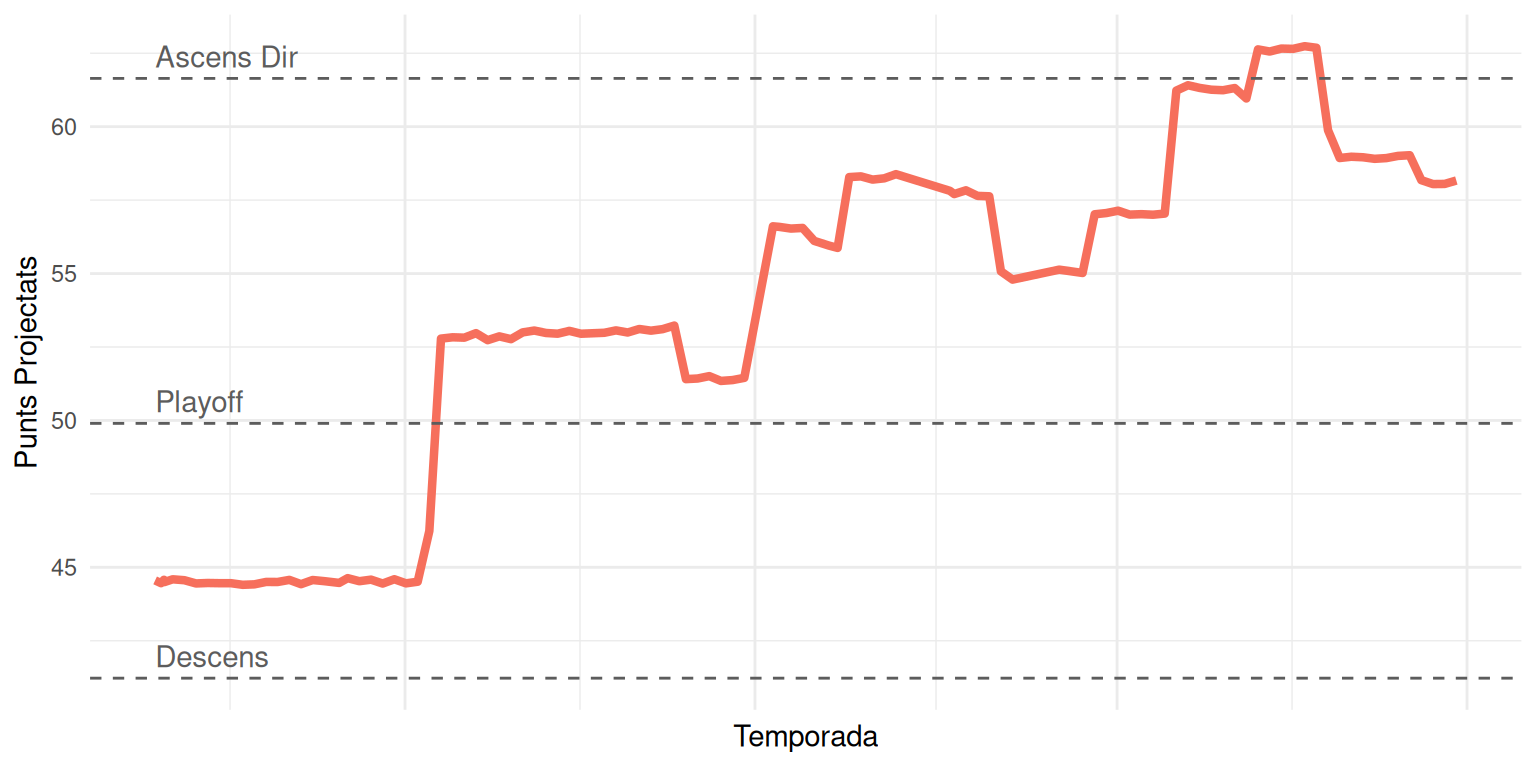 Ascens Dir
60
55
Playoff
50
45
Descens
Punts Projectats
Temporada